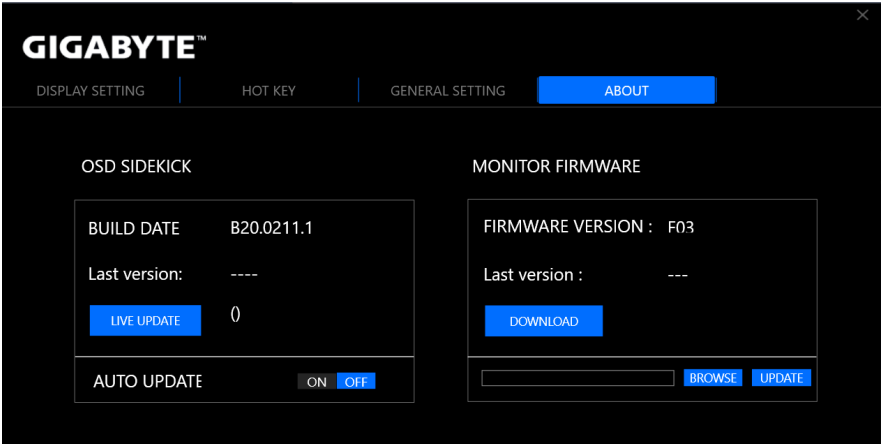 GIGABYTE™
DISPLAY SETTING HOT KEY GENERAL SETTING ABOUT
OSD SIDEKICK
BUILD DATE B20.0211.1
Last version: ----
LIVE UPDATE ()
AUTO UPDATE ON OFF
MONITOR FIRMWARE
FIRMWARE VERSION : F03
Last version : ---
DOWNLOAD
BROWSE UPDATE